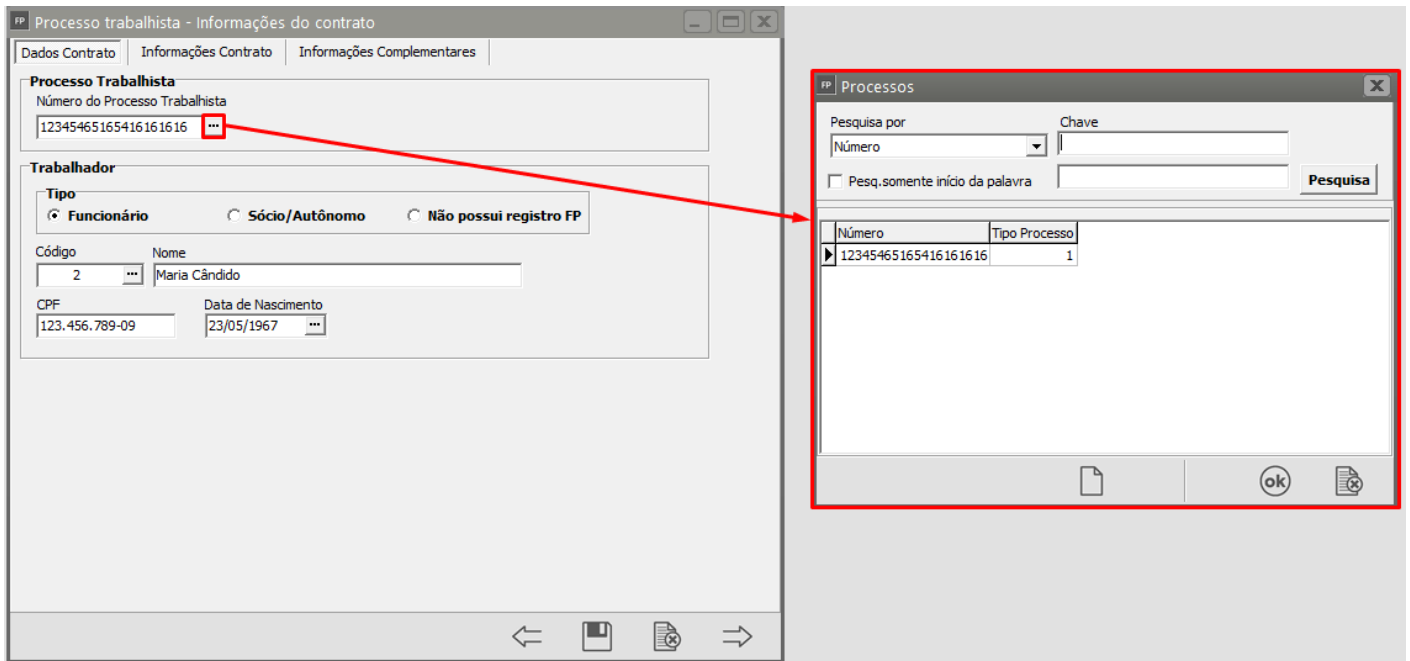 FP Processo trabalhista - Informações do contrato
Dados Contrato Informações Contrato Informações Complementares
Processo Trabalhista
Número do Processo Trabalhista
12345465165416161616 ...
Trabalhador
Tipo
Funcionário Sócio/Autônomo Não possui registro FP
Código Nome
2 ... Maria Cândido
CPF Data de Nascimento
123.456.789-09 23/05/1967 ...
FP Processos
Pesquisa por Chave
Número
Pesq.somente início da palavra Pesquisa
Número Tipo Processo
12345465165416161616 1
ok